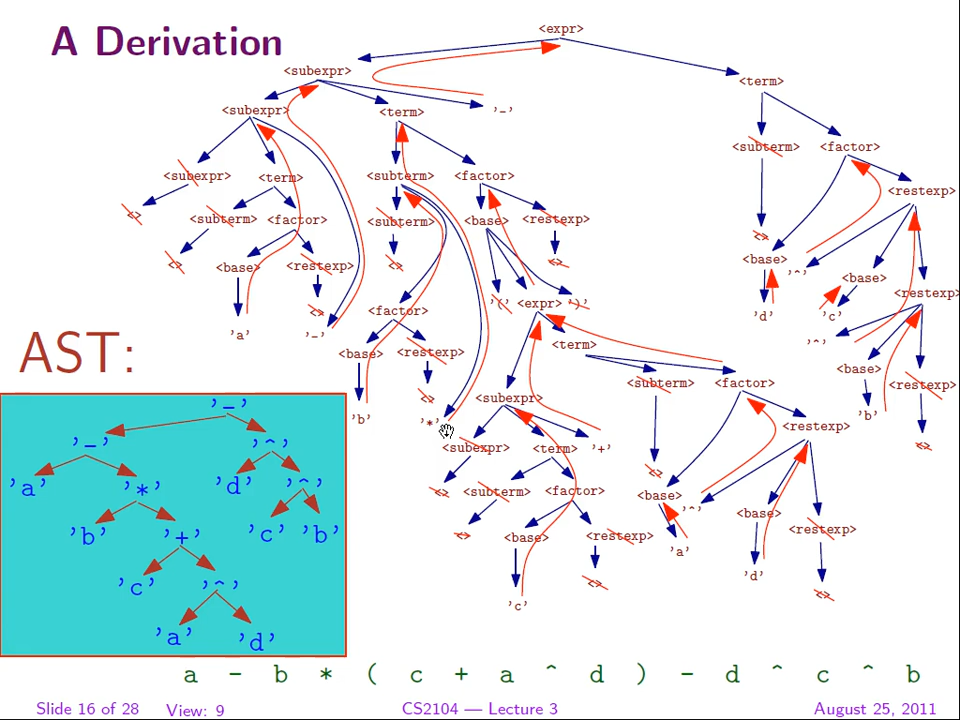 A Derivation
<expr>
<subexpr> <term>
<subexpr> <term> '-'
<subterm> <factor>
<subexpr> <term> <subterm> <factor> <restexp>
<> <subterm> <factor> <subterm> <base> <restexp>
<> <base> <restexp> <> <> <> <base> '^' <base>
'(' <expr> ')' <restexp>
'a' <> '-' <factor> 'd' 'c'
AST: <base> <restexp> <term> '^'
<> <subterm> <factor> <base> <restexp>
<subexpr> 'b' <>
'b' '*' <restexp>
<subexpr> <term> '+'
<> <subterm> <factor> <> <base> '^' <base>
<> <base> <restexp> 'a' <restexp>
<> 'd' <>
'c'
'-'
'-' '^'
'a' '*' 'd' '^'
'b' '+' 'c' 'b'
'c' '^'
'a' 'd'
a - b * ( c + a ^ d ) - d ^ c ^ b
Slide 16 of 28 View: 9 CS2104 — Lecture 3 August 25, 2011